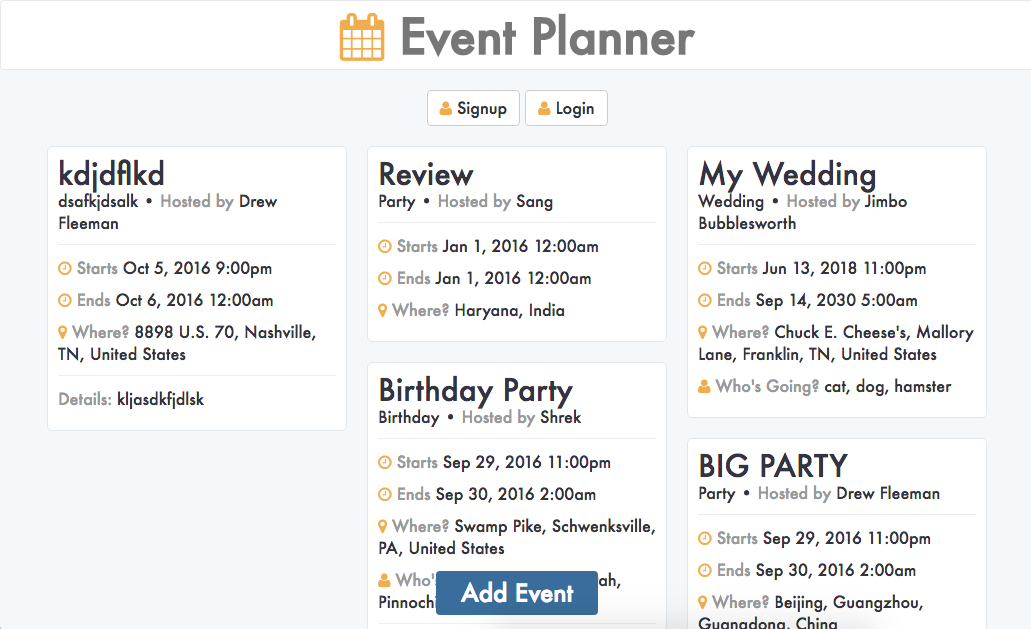 Event Planner
Signup
Login
kdjdflkd
dsafkjdsalk • Hosted by Drew
Fleeman
Starts Oct 5, 2016 9:00pm
Ends Oct 6, 2016 12:00am
Where? 8898 U.S. 70, Nashville,
TN, United States
Details: kljasdkfjdlsk
Review
Party • Hosted by Sang
Starts Jan 1, 2016 12:00am
Ends Jan 1, 2016 12:00am
Where? Haryana, India
Birthday Party
Birthday • Hosted by Shrek
Starts Sep 29, 2016 11:00pm
Ends Sep 30, 2016 2:00am
Where? Swamp Pike, Schwenksville,
PA, United States
Add Event
My Wedding
Wedding • Hosted by Jimbo
Bubblesworth
Starts Jun 13, 2018 11:00pm
Ends Sep 14, 2030 5:00am
Where? Chuck E. Cheese's, Mallory
Lane, Franklin, TN, United States
Who's Going? cat, dog, hamster
BIG PARTY
Party • Hosted by Drew Fleeman
Starts Sep 29, 2016 11:00pm
Ends Sep 30, 2016 2:00am
Where? Beijing, Guangzhou,
Guangdong, China